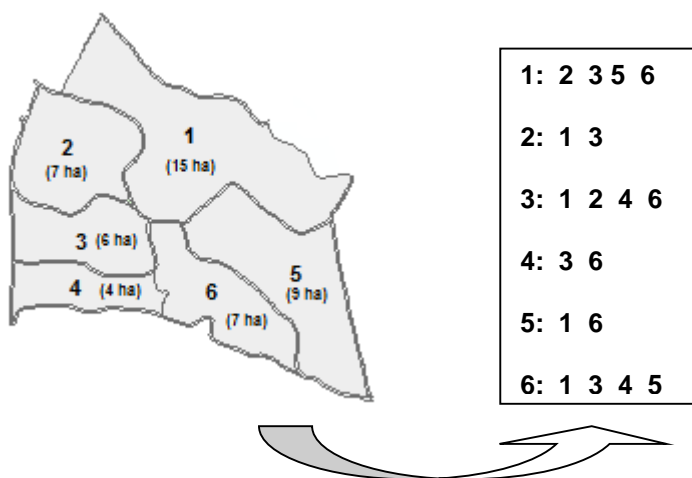 1
(15 ha)
2
(7 ha)
3 (6 ha)
4 (4 ha)
5
(9 ha)
6
(7 ha)
1: 2 3 5 6
2: 1 3
3: 1 2 4 6
4: 3 6
5: 1 6
6: 1 3 4 5